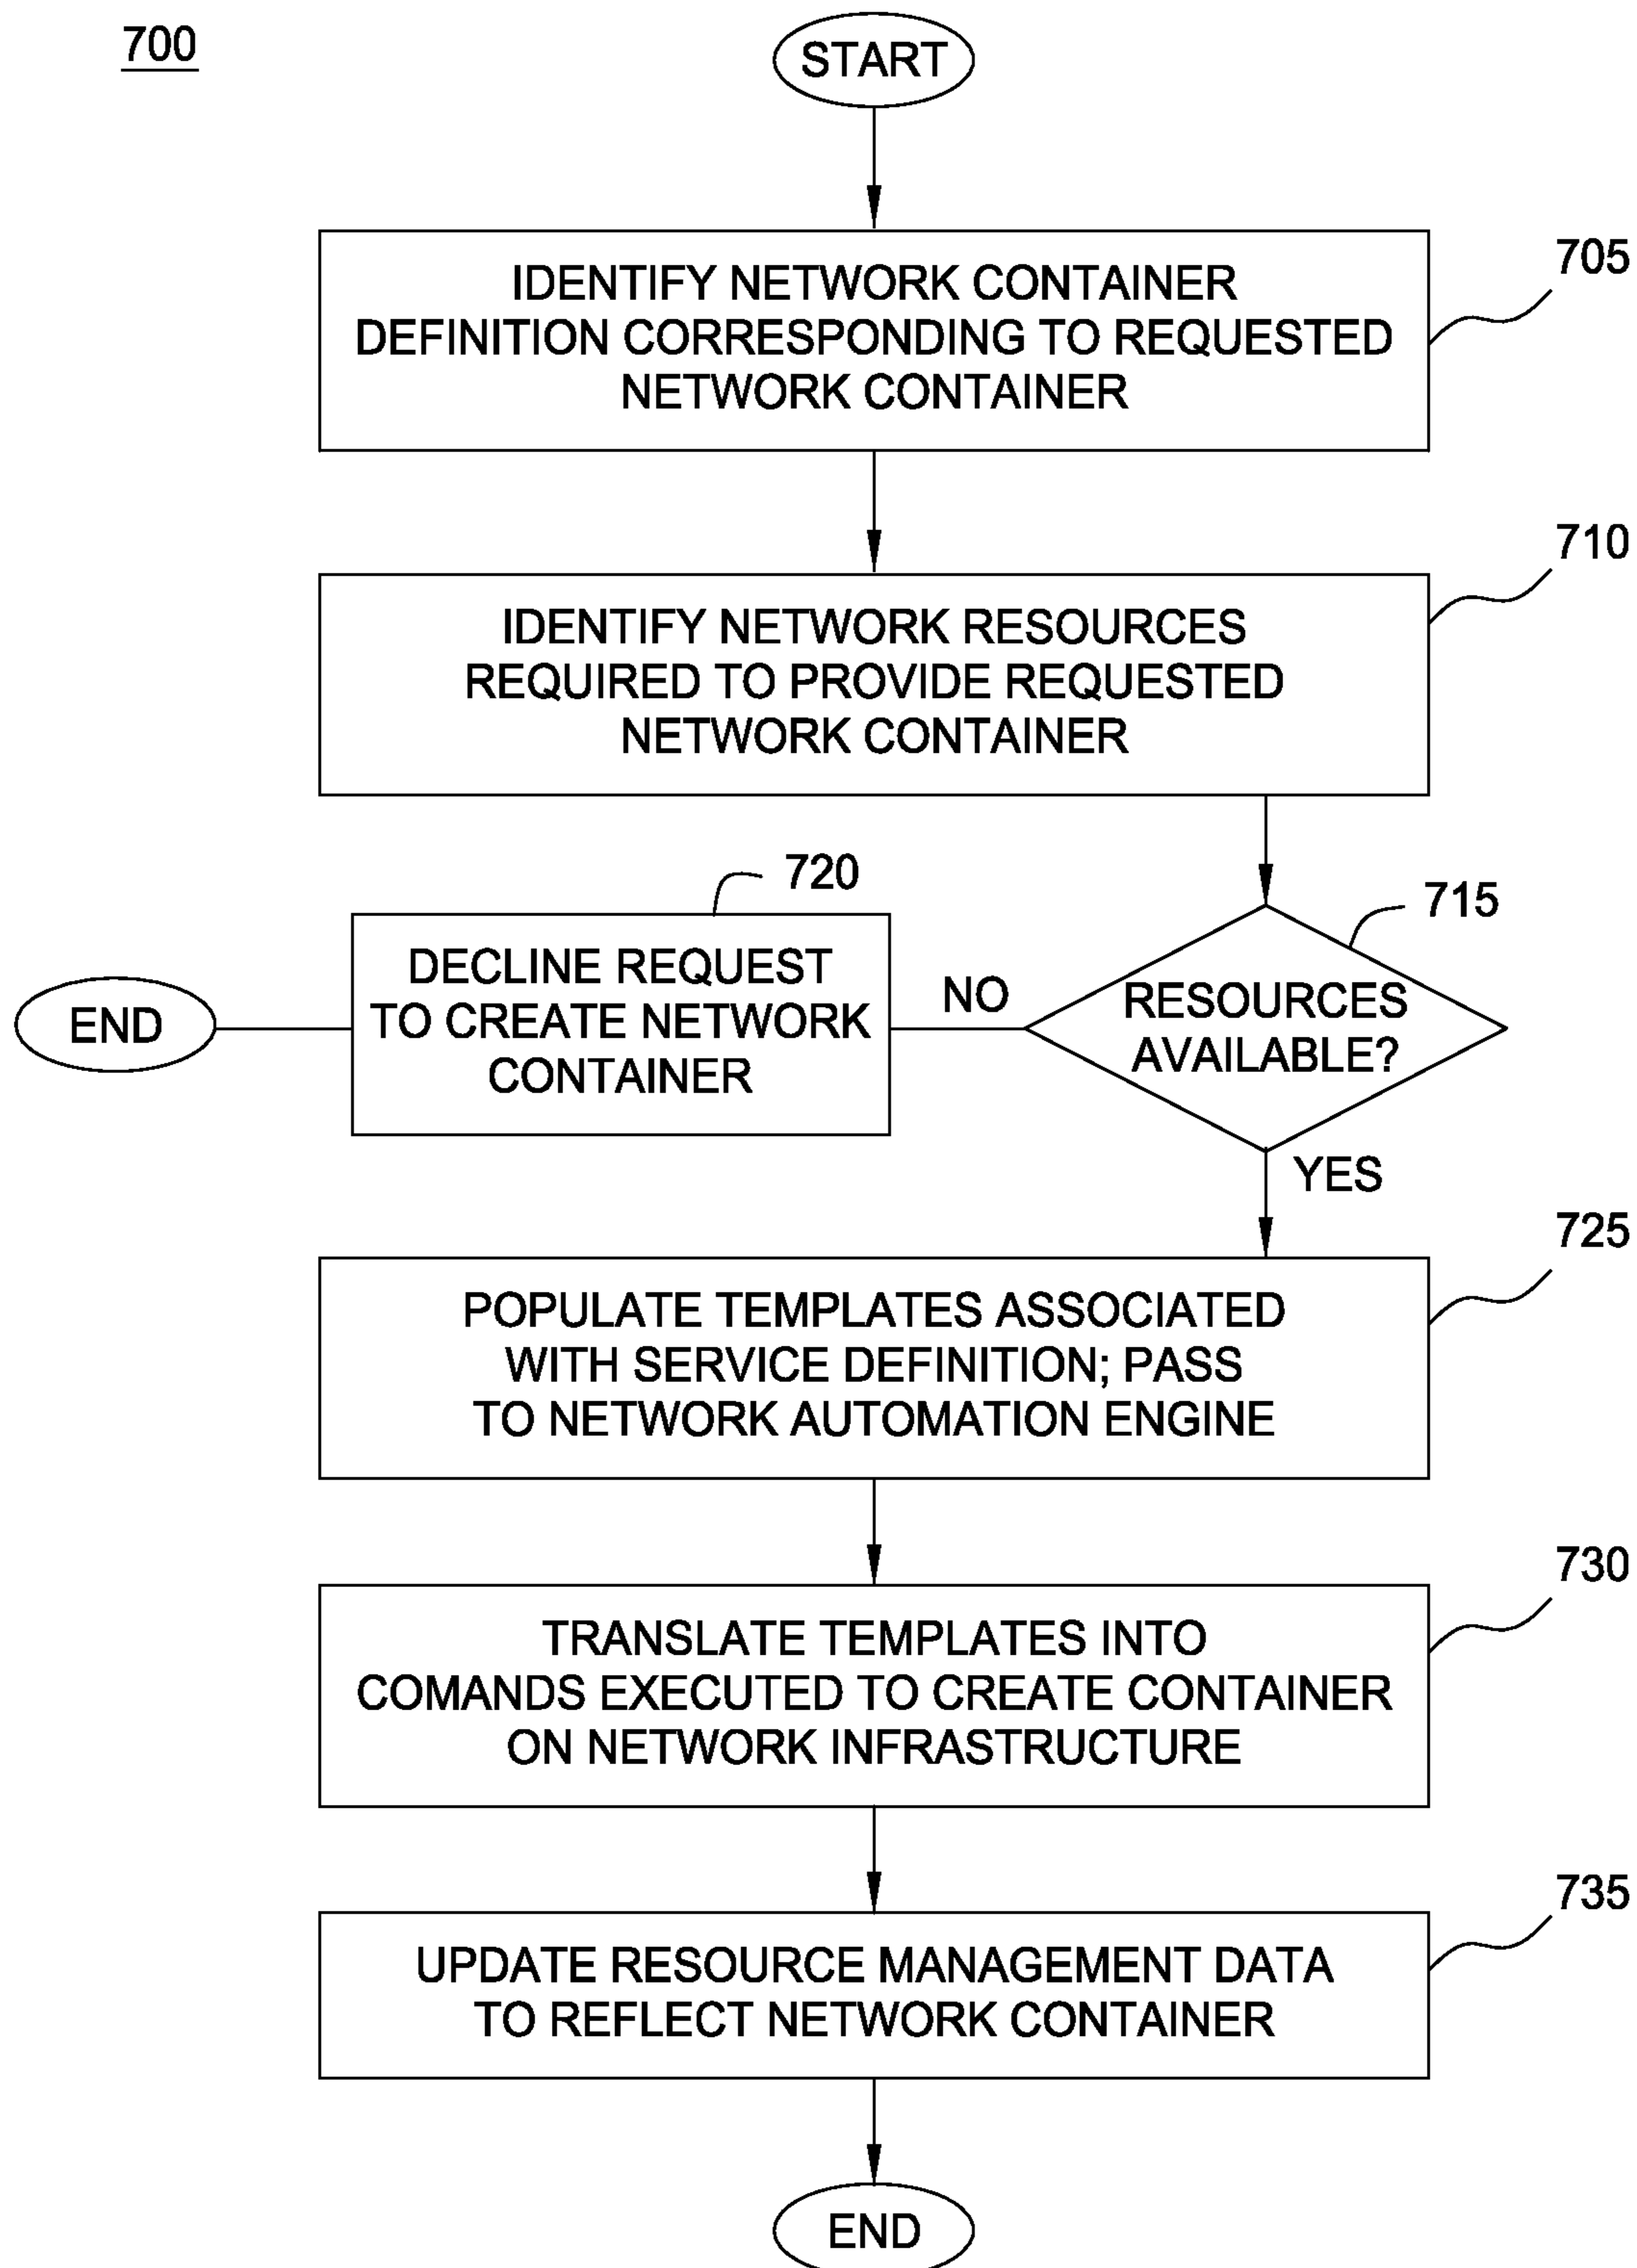 700
START
705
IDENTIFY NETWORK CONTAINER
DEFINITION CORRESPONDING TO REQUESTED
NETWORK CONTAINER
710
IDENTIFY NETWORK RESOURCES
REQUIRED TO PROVIDE REQUESTED
NETWORK CONTAINER
720
715
DECLINE REQUEST
TO CREATE NETWORK
CONTAINER
END
NO
RESOURCES
AVAILABLE?
YES
725
POPULATE TEMPLATES ASSOCIATED
WITH SERVICE DEFINITION; PASS
TO NETWORK AUTOMATION ENGINE
730
TRANSLATE TEMPLATES INTO
COMANDS EXECUTED TO CREATE CONTAINER
ON NETWORK INFRASTRUCTURE
735
UPDATE RESOURCE MANAGEMENT DATA
TO REFLECT NETWORK CONTAINER
END